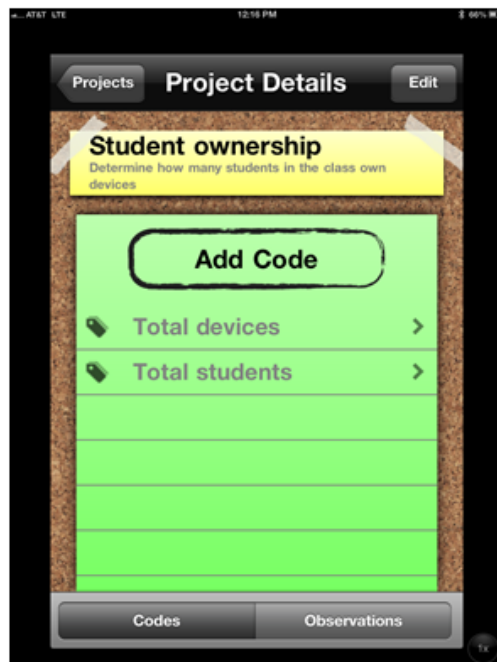 AT&T LTE 12:16 PM 66%
Projects Project Details Edit
Student ownership
Determine how many students in the class own
devices
Add Code
Total devices
Total students
Codes Observations
1x